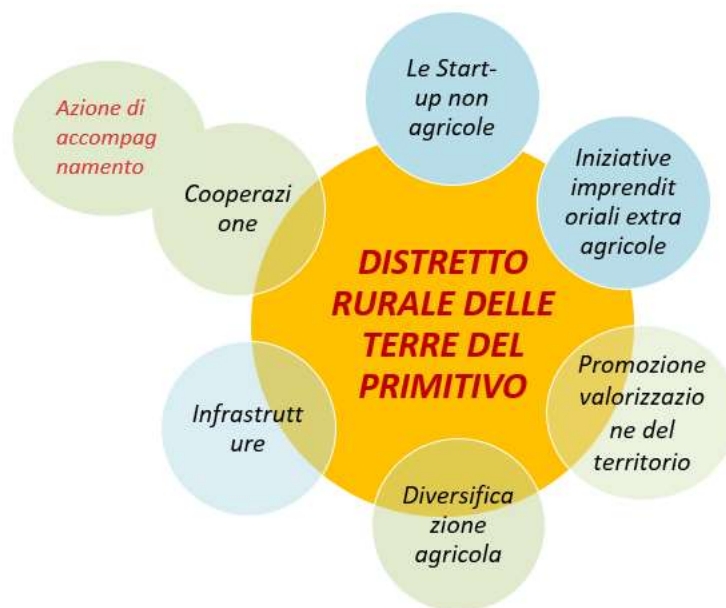 Le Start-
up non
agricole
Azione di
accompag
namento
Cooperazi
one
Iniziative
imprendit
oriali extra
agricole
DISTRETTO
RURALE DELLE
TERRE DEL
PRIMITIVO
Promozione
valorizzazio
ne del
territorio
Infrastrutt
ure
Diversifica
zione
agricola